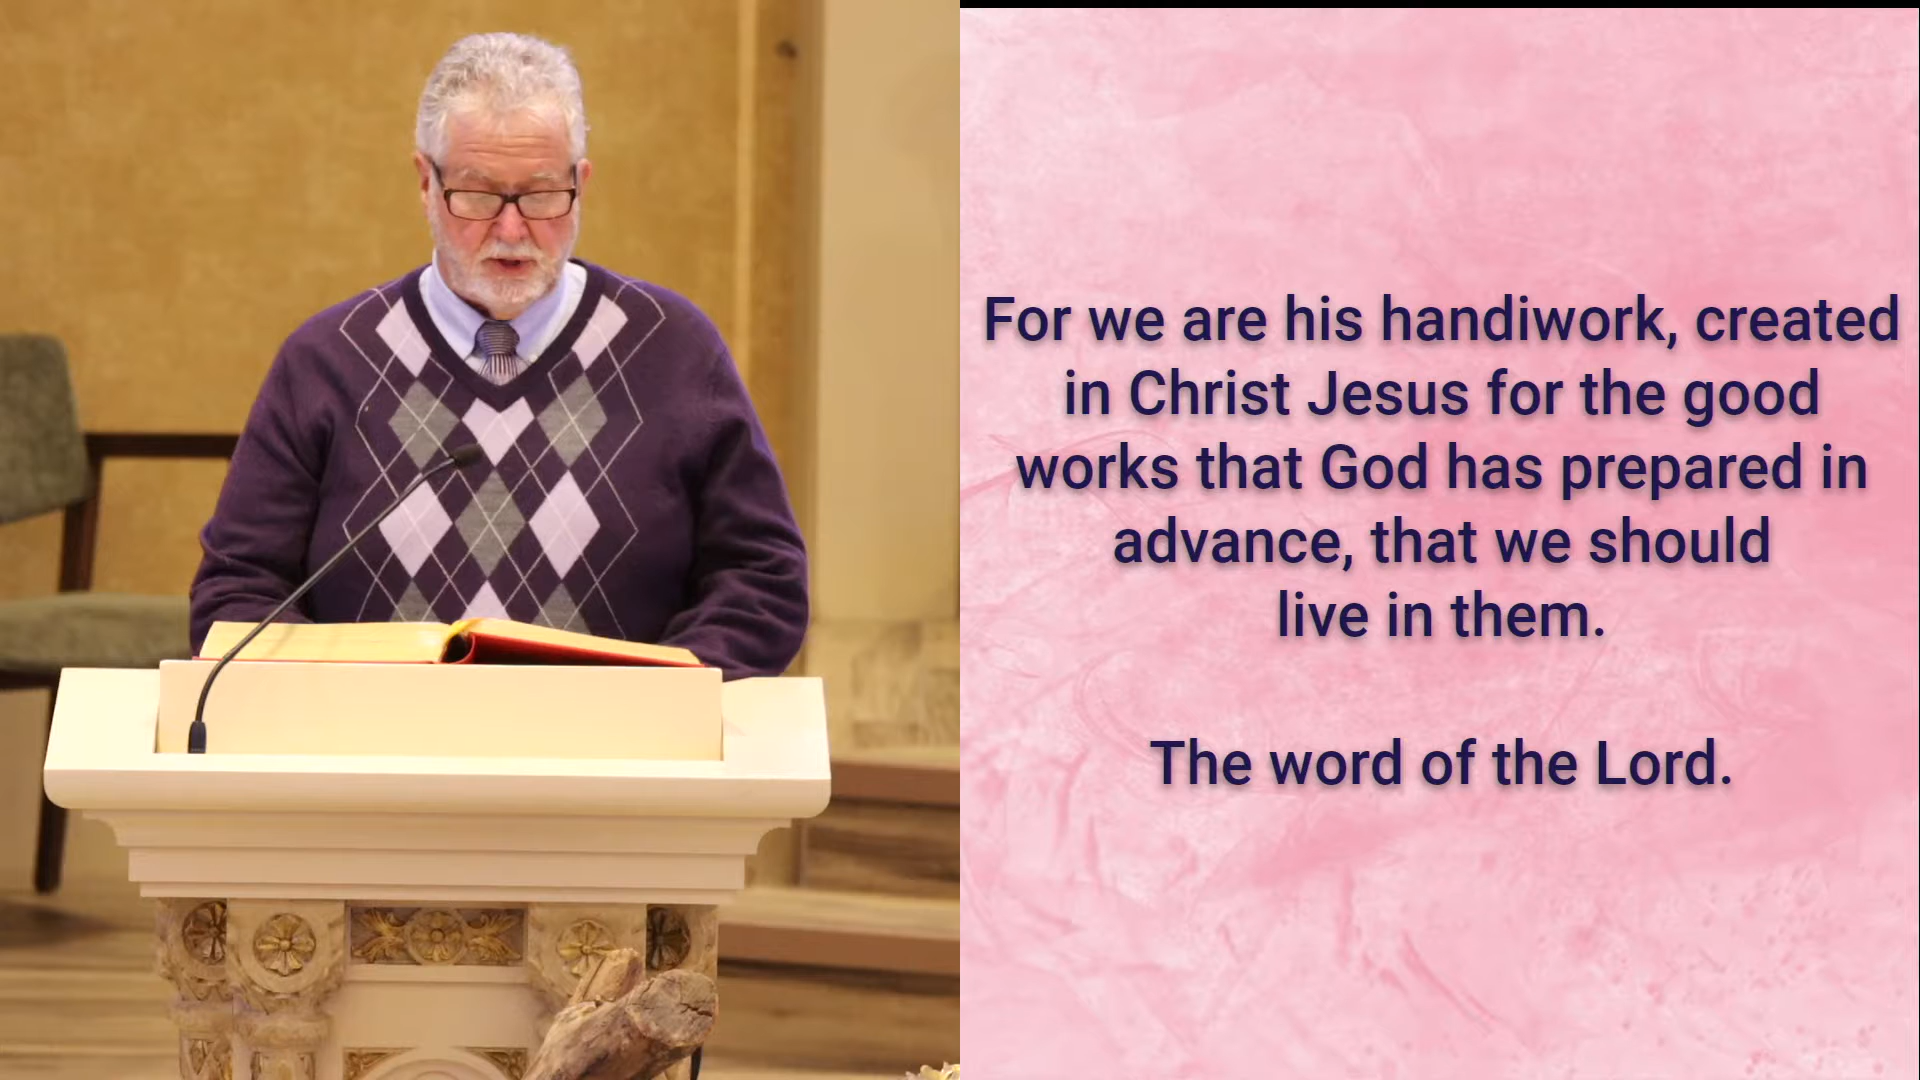 For we are his handiwork, created
in Christ Jesus for the good
works that God has prepared in
advance, that we should
live in them.
The word of the Lord.